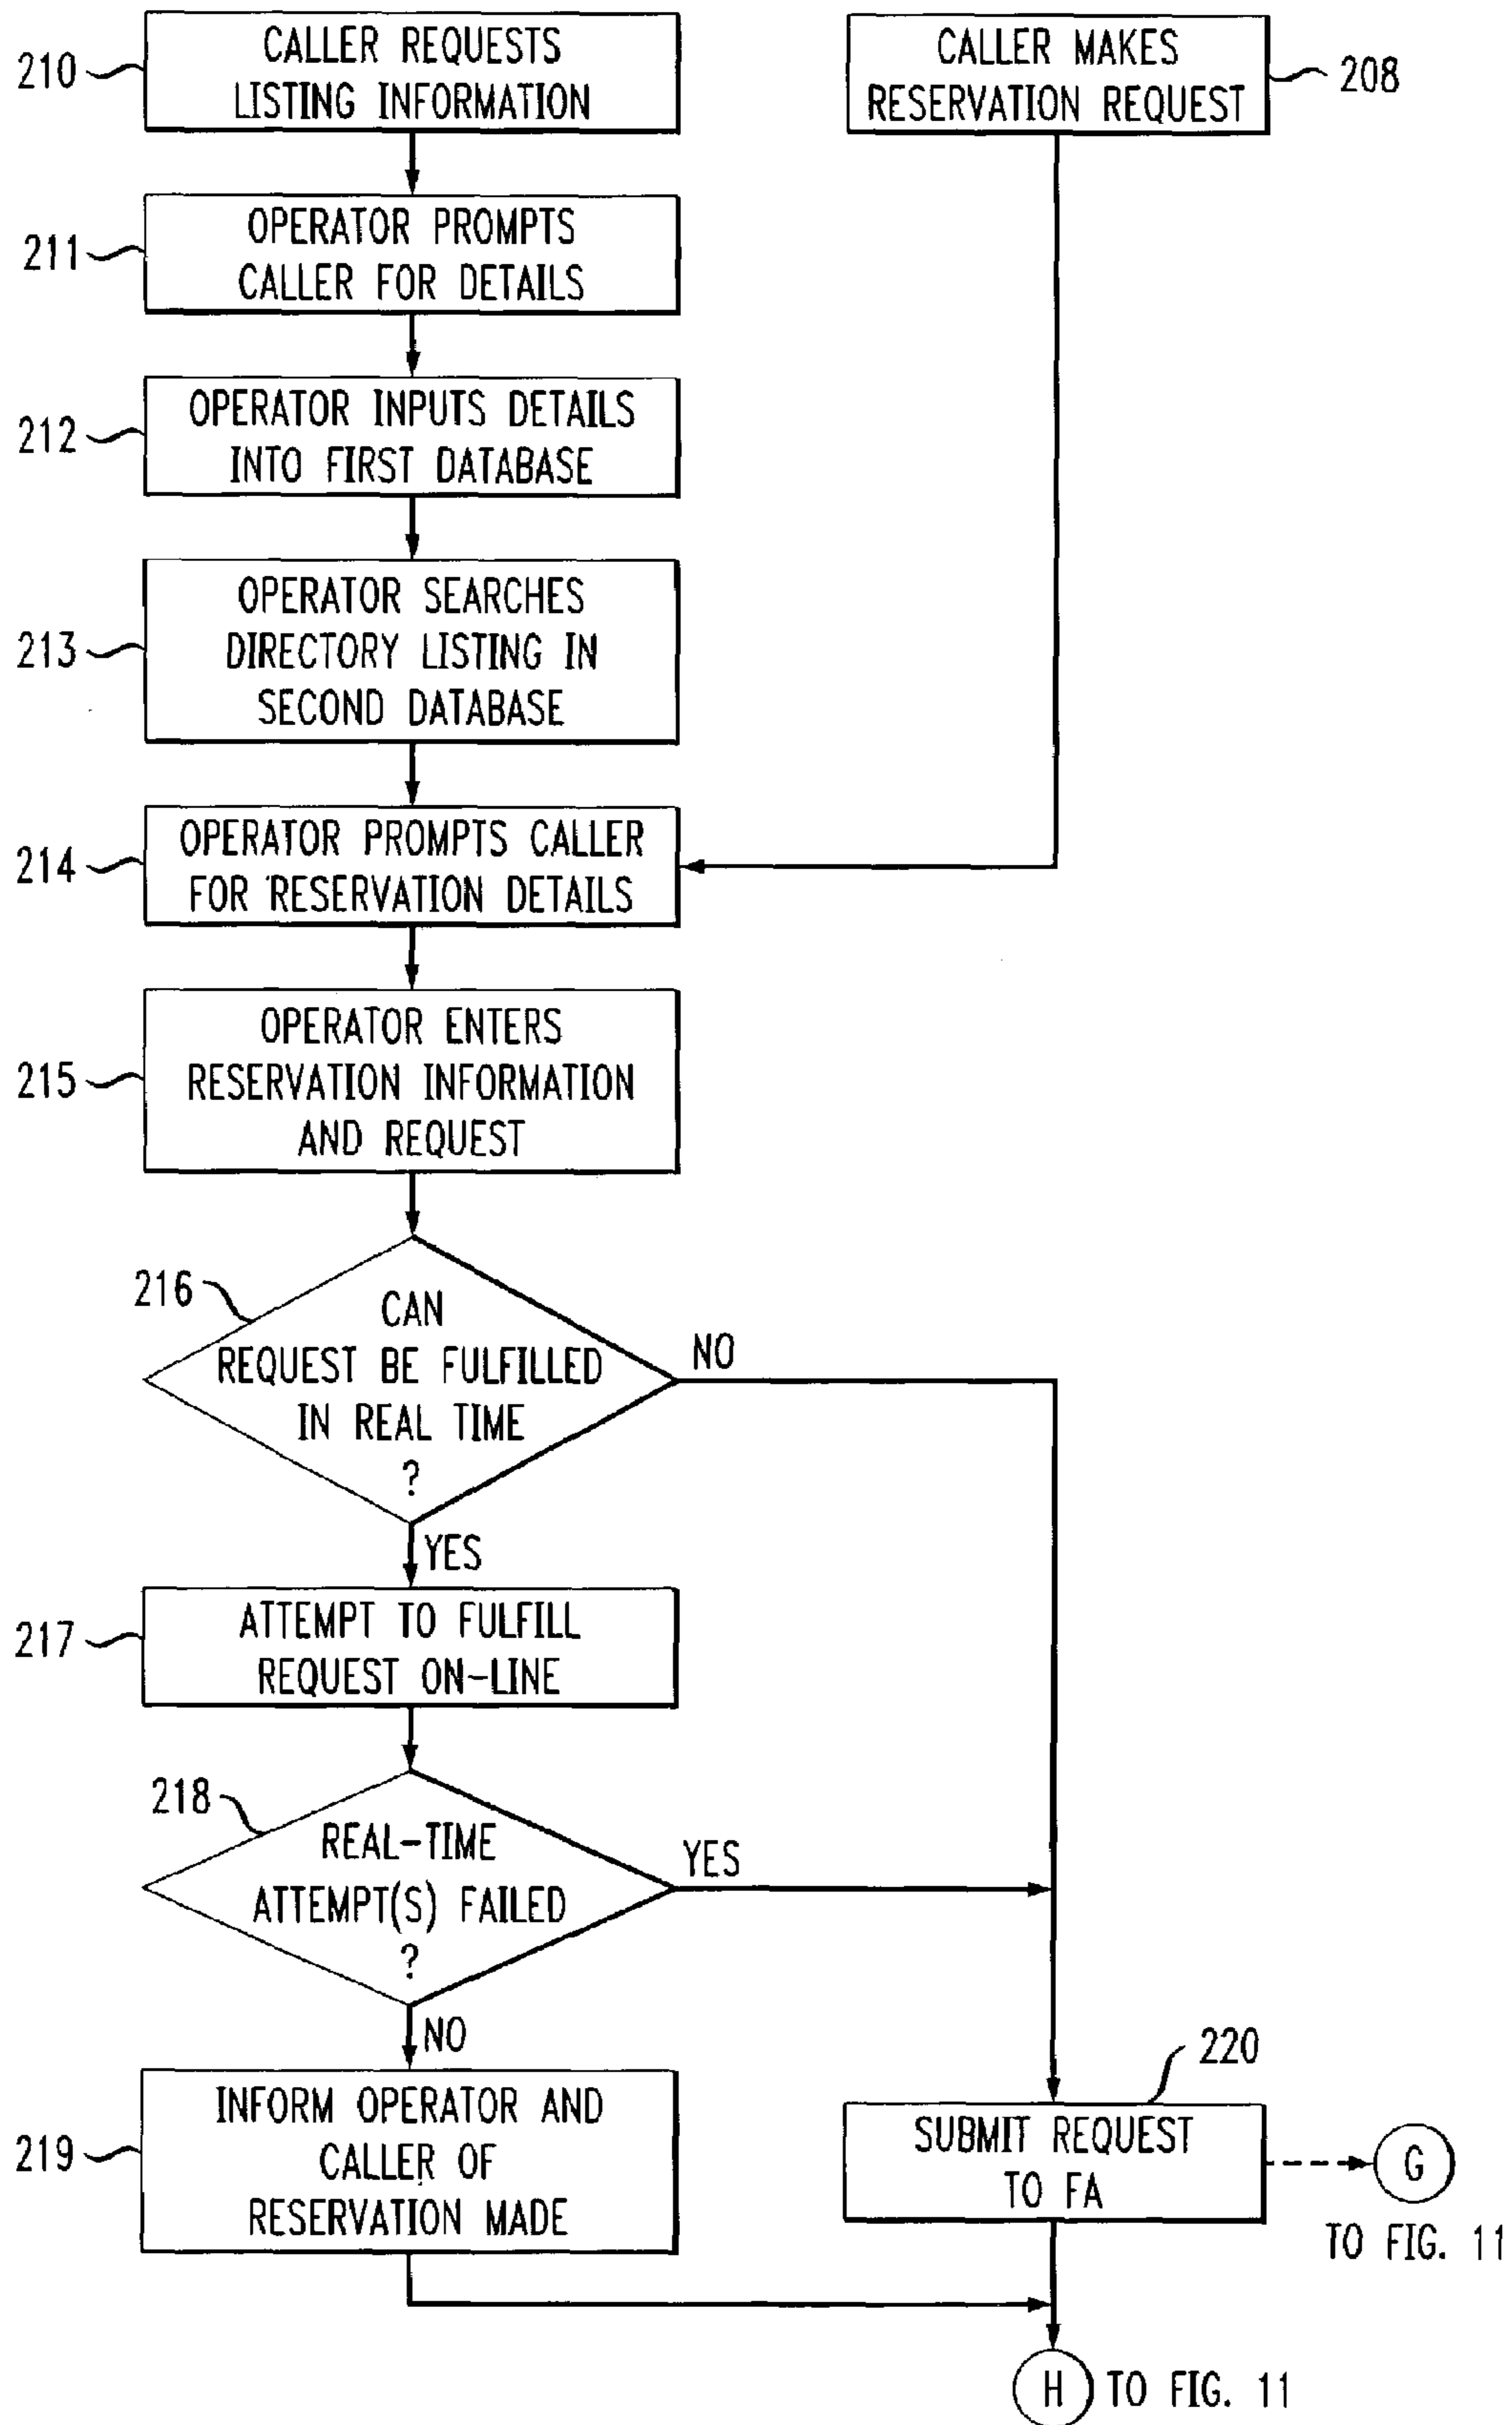 210
CALLER REQUESTS
LISTING INFORMATION
CALLER MAKES
RESERVATION REQUEST
208
211
OPERATOR PROMPTS
CALLER FOR DETAILS
212
OPERATOR INPUTS DETAILS
INTO FIRST DATABASE
213
OPERATOR SEARCHES
DIRECTORY LISTING IN
SECOND DATABASE
214
OPERATOR PROMPTS CALLER
FOR RESERVATION DETAILS
215
OPERATOR ENTERS
RESERVATION INFORMATION
AND REQUEST
216
CAN
REQUEST BE FULFILLED
IN REAL TIME
?
NO
YES
217
ATTEMPT TO FULFILL
REQUEST ON-LINE
218
REAL-TIME
ATTEMPT(S) FAILED
?
YES
NO
219
INFORM OPERATOR AND
CALLER OF
RESERVATION MADE
220
SUBMIT REQUEST
TO FA
G
TO FIG. 11
H TO FIG. 11